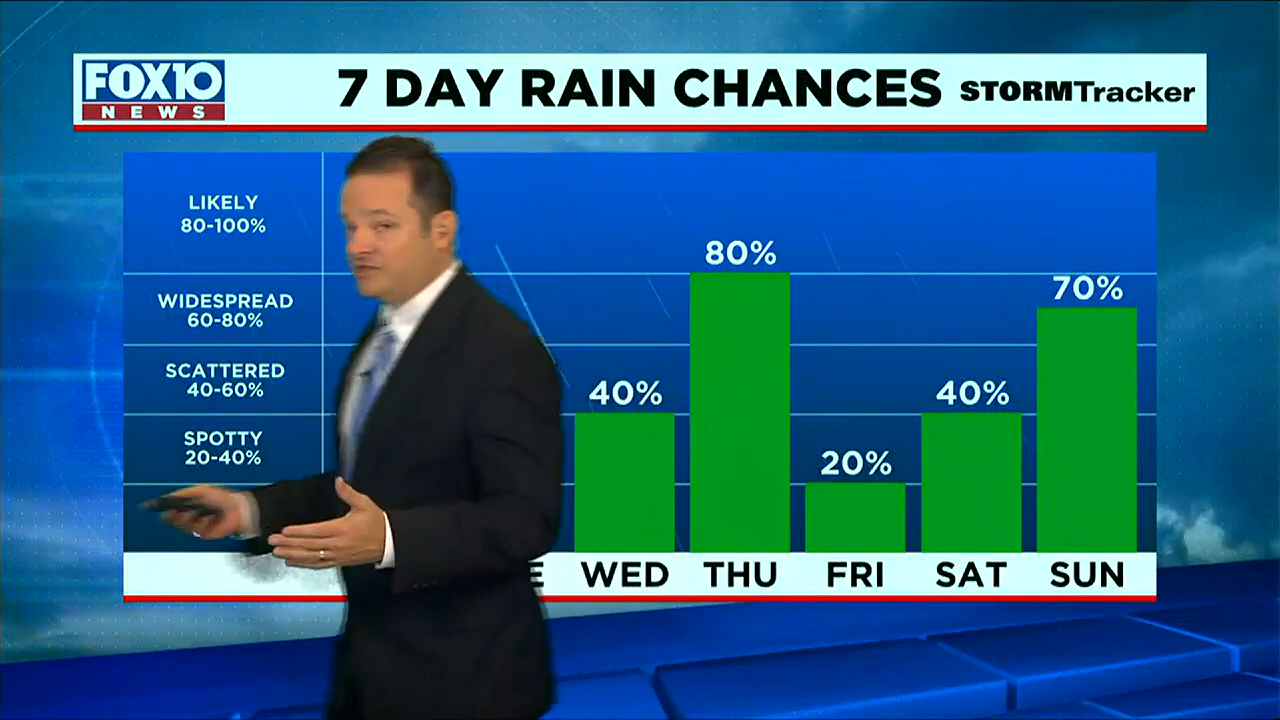 FOX10
NEWS
7 DAY RAIN CHANCES
STORMTracker
LIKELY
80-100%
WIDESPREAD
60-80%
SCATTERED
40-60%
SPOTTY
20-40%
40%
80%
20%
40%
70%
E WED THU FRI SAT SUN